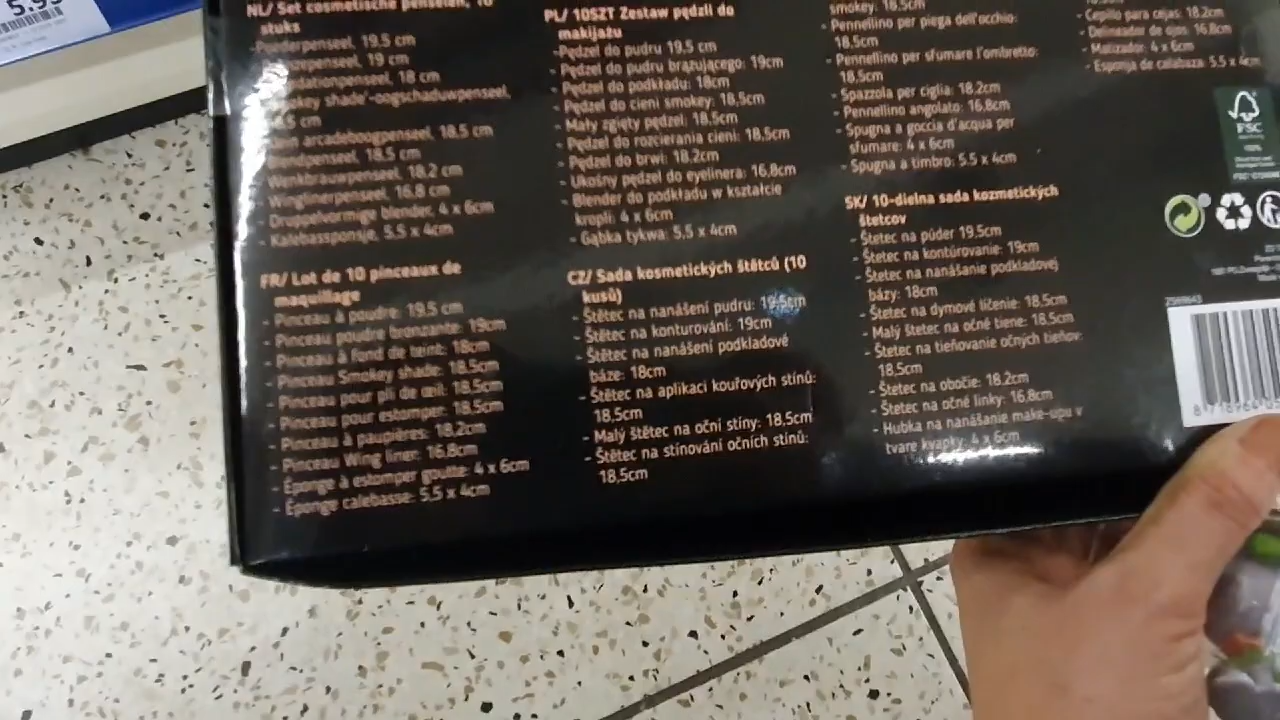 5.95
NL/ Set cosmetische penselen, 10
stuks
-Poederpenseel, 19.5 cm
penseel, 19 cm
penseel, 18 cm
shade'-oogschaduwpenseel,
cm
arcadeboogpenseel, 18.5 cm
penseel, 18.5 cm
Wenkbrauwpenseel, 18.2 cm
- Winglinerpenseel, 16.8 cm
- Druppelvormige blender, 4 x 6cm
- Kalebasponsje, 5.5 x 4cm
FR/ Lot de 10 pinceaux de
maquillage
- Pinceau à poudre: 19.5 cm
- Pinceau poudre bronzante: 19cm
- Pinceau à fond de teint: 18cm
- Pinceau Smokey shade: 18.5cm
- Pinceau pour pli de œil: 18.5cm
- Pinceau pour estomper: 18.5cm
- Pinceau à paupières: 18.2cm
- Pinceau Wing liner: 16.8cm
- Éponge à estomper goutte: 4 x 6cm
- Éponge calebasse: 5.5 x 4cm
PL/ 10SZT Zestaw pędzli do
makijażu
-Pędzel do pudru 19.5 cm
- Pędzel do pudru brązującego: 19cm
- Pędzel do podkładu: 18cm
- Pędzel do cieni smokey: 18,5cm
- Mały zgięty pędzel: 18.5cm
- Pędzel do rozcierania cieni: 18.5cm
- Pędzel do brwi: 18.2cm
- Ukośny pędzel do eyelinera: 16,8cm
- Blender do podkładu w kształcie
kropli: 4 x 6cm
- Gąbka tykwa: 5,5 x 4cm
CZ/ Sada kosmetických štětců (10
kusů)
- Štětec na nanášení pudru: 19.5cm
- Štětec na konturování: 19cm
- Štětec na nanášení podkladové
báze: 18cm
- Štětec na aplikaci kouřových stínů:
18,5cm
- Malý štětec na oční stíny: 18,5cm
- Štětec na stínování očních stínů:
18,5cm
smokey: 18.5cm
- Pennellino per piega dell'occhio:
18.5cm
- Pennellino per sfumare l'ombretto:
18.5cm
- Spazzola per ciglia: 18.2cm
- Pennellino angolato: 16.8cm
- Spugna a goccia d'acqua per
sfumare: 4 x 6cm
- Spugna a timbro: 5.5 x 4cm
SK/ 10-dielna sada kozmetických
štetcov
- Štetec na púder 19.5cm
- Štetec na kontúrovanie: 19cm
- Štetec na nanášanie podkladovej
bázy: 18cm
- Štetec na dymové líčenie: 18.5cm
- Malý štetec na očné tiene: 18.5cm
- Štetec na tieňovanie očných tieňov:
18.5cm
- Štetec na obočie: 18.2cm
- Štetec na očné linky: 16,8cm
- Hubka na nanášanie make-upu v
tvare kvapky: 4 x 6cm
- Cepillo para cejas: 18.2cm
- Delineador de ojos: 16.8cm
- Matizador: 4 x 6cm
- Esponja de calabaza: 5.5 x 4cm
FSC
100%